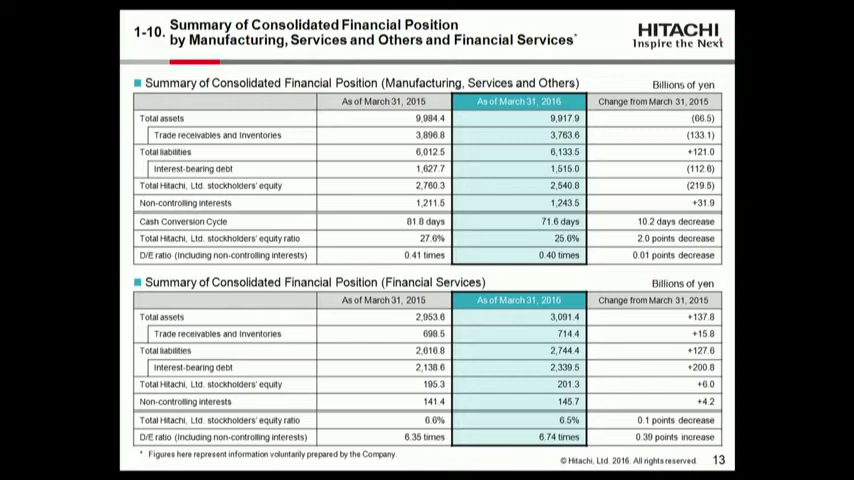 1-10. Summary of Consolidated Financial Position
by Manufacturing, Services and Others and Financial Services*
HITACHI
Inspire the Next
■ Summary of Consolidated Financial Position (Manufacturing, Services and Others) Billions of yen
As of March 31, 2015 As of March 31, 2016 Change from March 31, 2015
Total assets 9,984.4 9,917.9 (66.5)
Trade receivables and Inventories 3,896.8 3,763.6 (133.1)
Total liabilities 6,012.5 6,133.5 +121.0
Interest-bearing debt 1,627.7 1,515.0 (112.6)
Total Hitachi, Ltd. stockholders' equity 2,760.3 2,540.8 (219.5)
Non-controlling interests 1,211.5 1,243.5 +31.9
Cash Conversion Cycle 81.8 days 71.6 days 10.2 days decrease
Total Hitachi, Ltd. stockholders' equity ratio 27.6% 25.6% 2.0 points decrease
D/E ratio (Including non-controlling interests) 0.41 times 0.40 times 0.01 points decrease
■ Summary of Consolidated Financial Position (Financial Services) Billions of yen
As of March 31, 2015 As of March 31, 2016 Change from March 31, 2015
Total assets 2,953.6 3,091.4 +137.8
Trade receivables and Inventories 698.5 714.4 +15.8
Total liabilities 2,616.8 2,744.4 +127.6
Interest-bearing debt 2,138.6 2,339.5 +200.8
Total Hitachi, Ltd. stockholders' equity 195.3 201.3 +6.0
Non-controlling interests 141.4 145.7 +4.2
Total Hitachi, Ltd. stockholders' equity ratio 6.6% 6.5% 0.1 points decrease
D/E ratio (Including non-controlling interests) 6.35 times 6.74 times 0.39 points increase
* Figures here represent information voluntarily prepared by the Company.
© Hitachi, Ltd. 2016. All rights reserved. 13